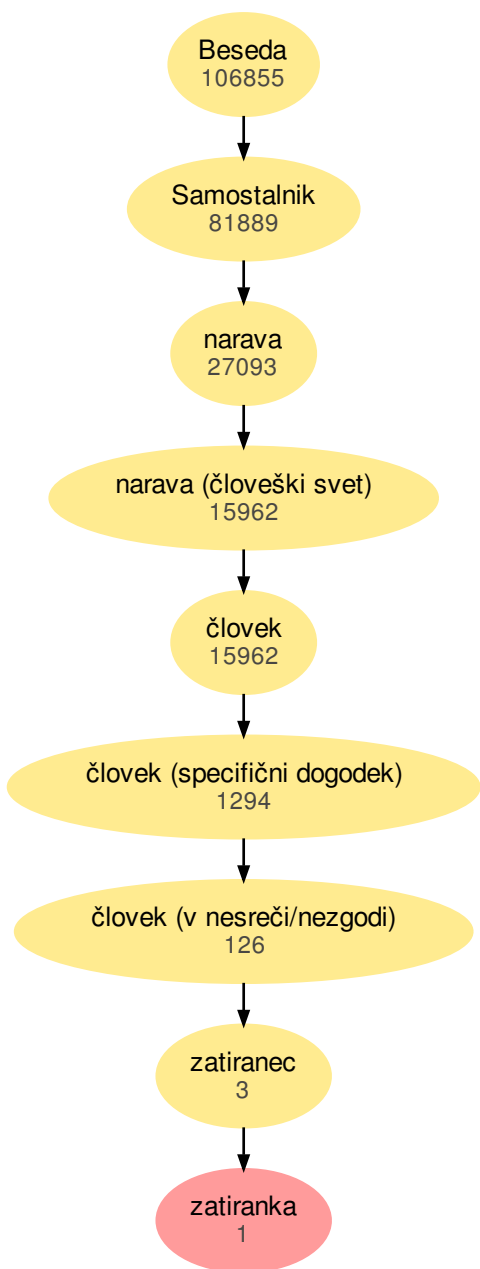 Beseda
106855
Samostalnik
81889
narava
27093
narava (človeški svet)
15962
človek
15962
človek (specifični dogodek)
1294
človek (v nesreči/nezgodi)
126
zatiranec
3
zatiranka
1